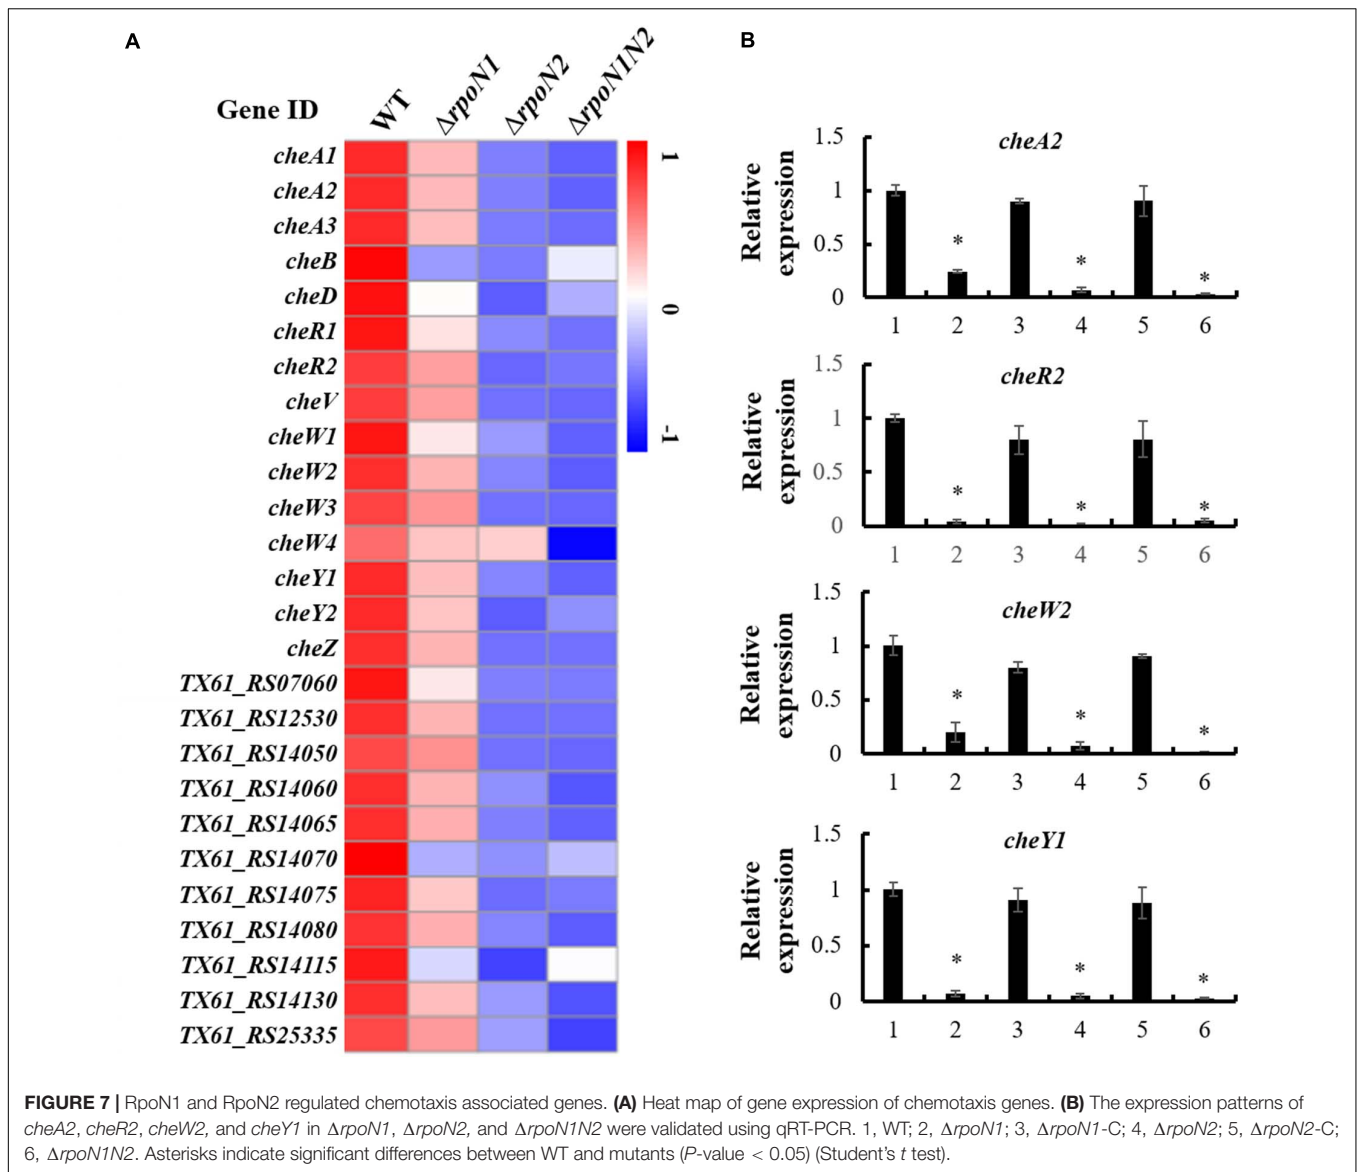 A
Gene ID
WT
ΔrpoN1
ΔrpoN2
ΔrpoN1N2
cheA1
cheA2
cheA3
cheB
cheD
cheR1
cheR2
cheV
cheW1
cheW2
cheW3
cheW4
cheY1
cheY2
cheZ
TX61_RS07060
TX61_RS12530
TX61_RS14050
TX61_RS14060
TX61_RS14065
TX61_RS14070
TX61_RS14075
TX61_RS14080
TX61_RS14115
TX61_RS14130
TX61_RS25335
1
0
-1
B
cheA2
Relative
expression
1.5
1
0.5
0
* * *
1 2 3 4 5 6
cheR2
Relative
expression
1.5
1
0.5
0
* * *
1 2 3 4 5 6
cheW2
Relative
expression
1.5
1
0.5
0
* * *
1 2 3 4 5 6
cheY1
Relative
expression
1.5
1
0.5
0
* * *
1 2 3 4 5 6
FIGURE 7 | RpoN1 and RpoN2 regulated chemotaxis associated genes. (A) Heat map of gene expression of chemotaxis genes. (B) The expression patterns of
cheA2, cheR2, cheW2, and cheY1 in ΔrpoN1, ΔrpoN2, and ΔrpoN1N2 were validated using qRT-PCR. 1, WT; 2, ΔrpoN1; 3, ΔrpoN1-C; 4, ΔrpoN2; 5, ΔrpoN2-C;
6, ΔrpoN1N2. Asterisks indicate significant differences between WT and mutants (P-value < 0.05) (Student's t test).